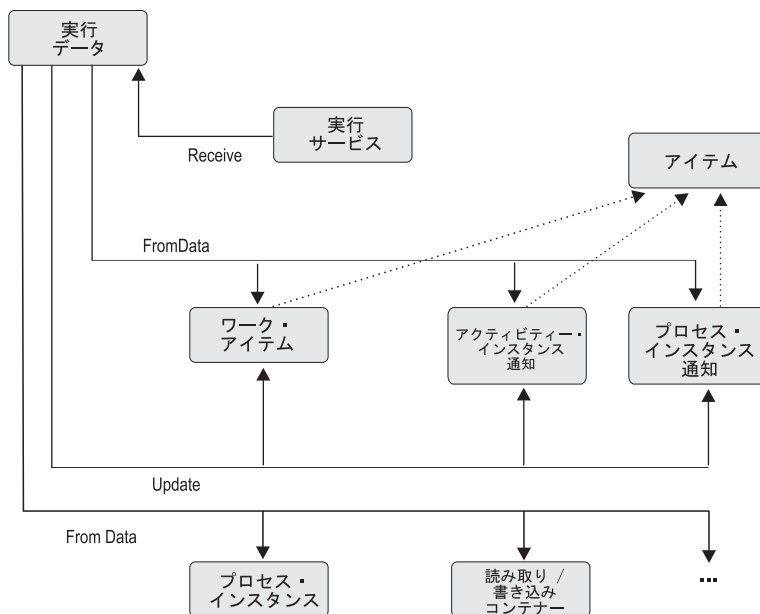 実行
データ
実行
サービス
Receive
アイテム
FromData
ワーク・
アイテム
アクティビティー・
インスタンス
通知
プロセス・
インスタンス
通知
Update
From Data
プロセス・
インスタンス
読み取り /
書き込み
コンテナー
...